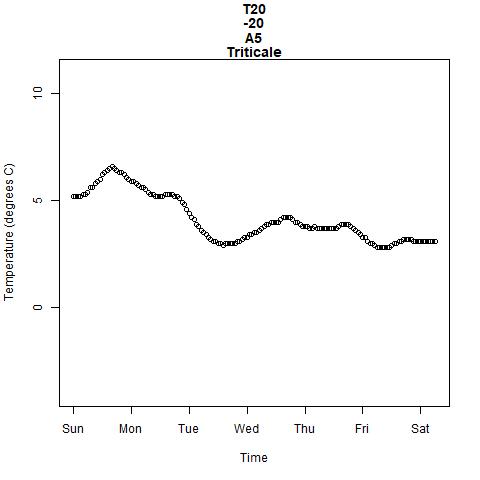 T20
-20
A5
Triticale
10
5
0
Temperature (degrees C)
Sun Mon Tue Wed Thu Fri Sat
Time